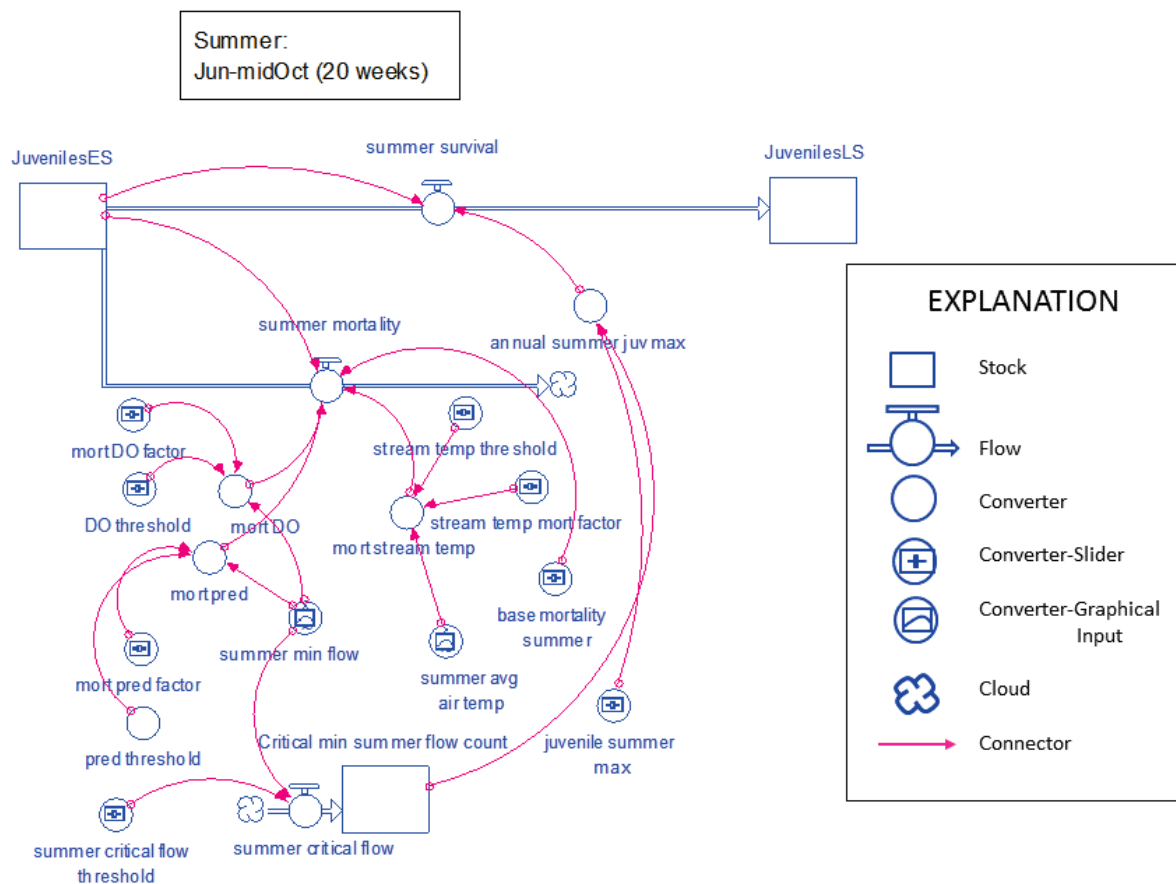 Summer:
Jun-midOct (20 weeks)
JuvenilesES
summer survival
JuvenilesLS
summer mortality
annual summer juv max
mort DO factor
stream temp threshold
DO threshold
mort DO
stream temp mort factor
mort stream temp
mort pred
base mortality
summer
summer min flow
mort pred factor
summer avg
air temp
pred threshold
Critical min summer flow count
juvenile summer
max
summer critical flow
summer critical flow
threshold
EXPLANATION
Stock
Flow
Converter
Converter-Slider
Converter-Graphical
Input
Cloud
Connector